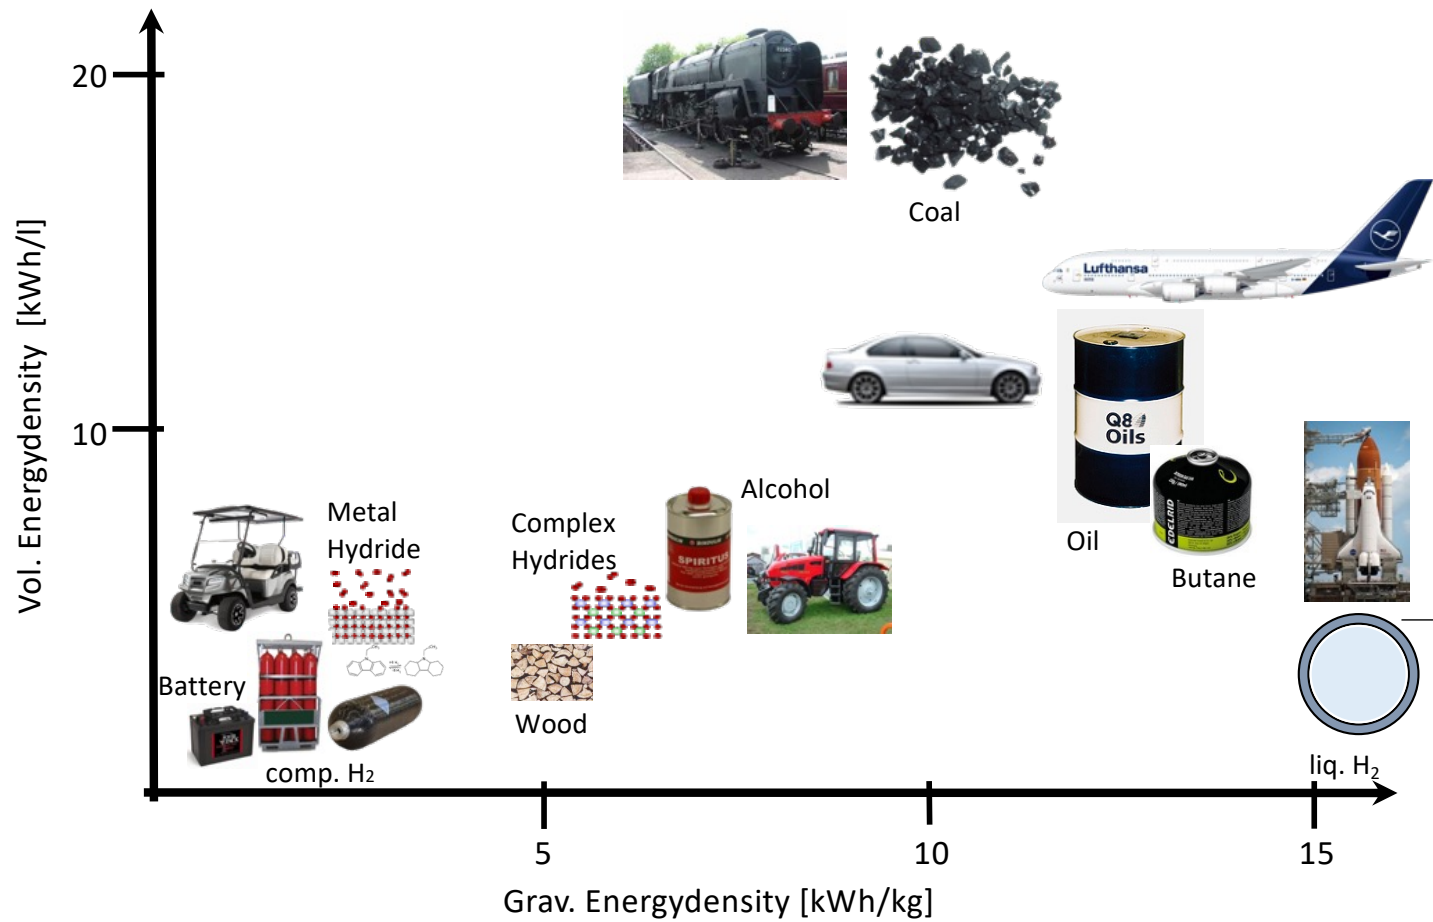 20
Coal
Vol. Energydensity [kWh/l]
Lufthansa
10
Q8
Oils
Metal
Hydride
Complex
Hydrides
Alcohol
SPIRITUS
EDELRID
Oil
Butane
Battery
Wood
comp. H2
liq. H2
5
10
15
Grav. Energydensity [kWh/kg]